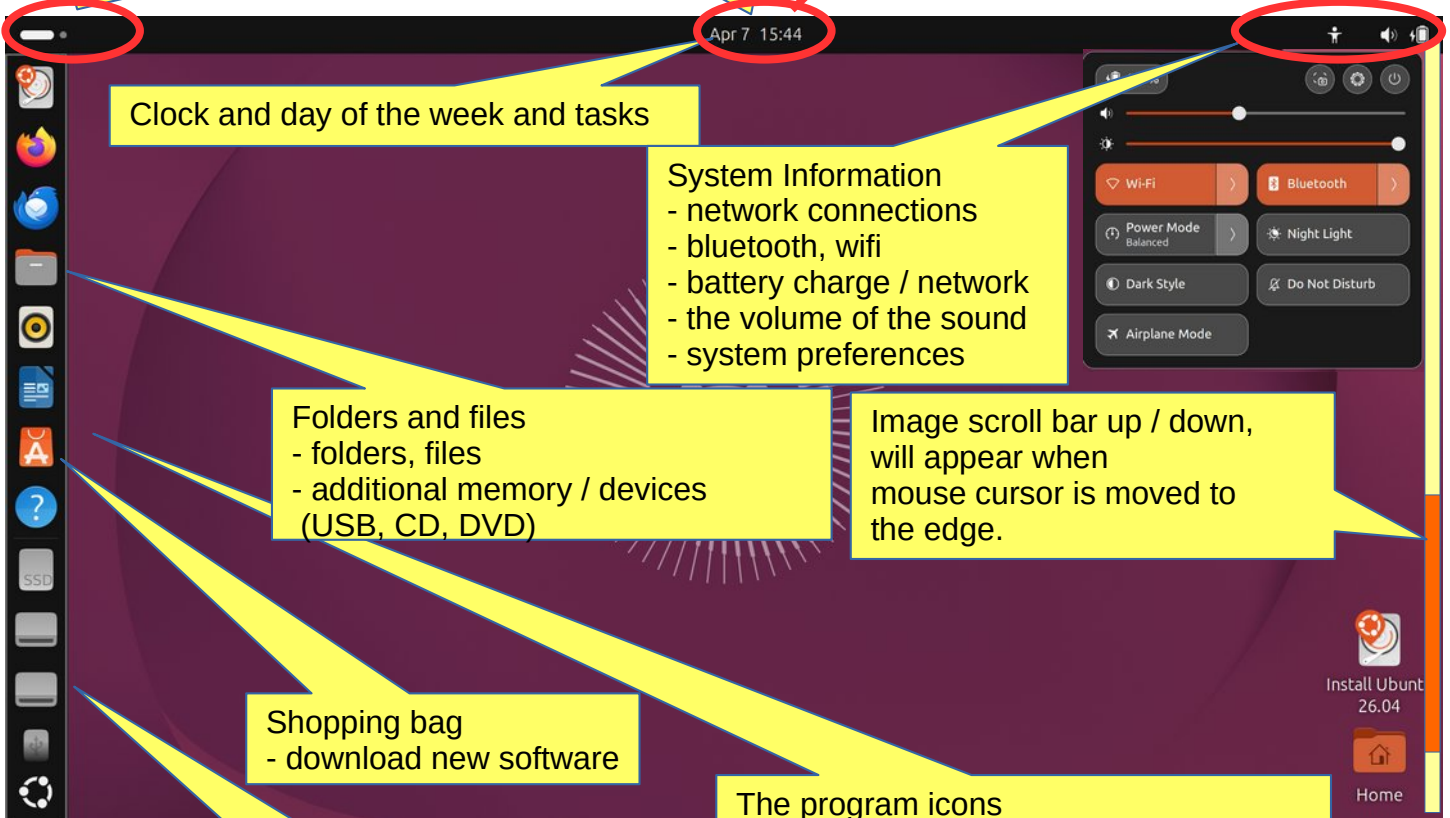 Apr 7 15:44
Clock and day of the week and tasks
System Information
- network connections
- bluetooth, wifi
- battery charge / network
- the volume of the sound
- system preferences
Wi-Fi
Bluetooth
Power Mode
Balanced
Night Light
Dark Style
Do Not Disturb
Airplane Mode
Folders and files
- folders, files
- additional memory / devices
(USB, CD, DVD)
Image scroll bar up / down,
will appear when
mouse cursor is moved to
the edge.
SSD
Shopping bag
- download new software
Install Ubunt
26.04
Home
The program icons